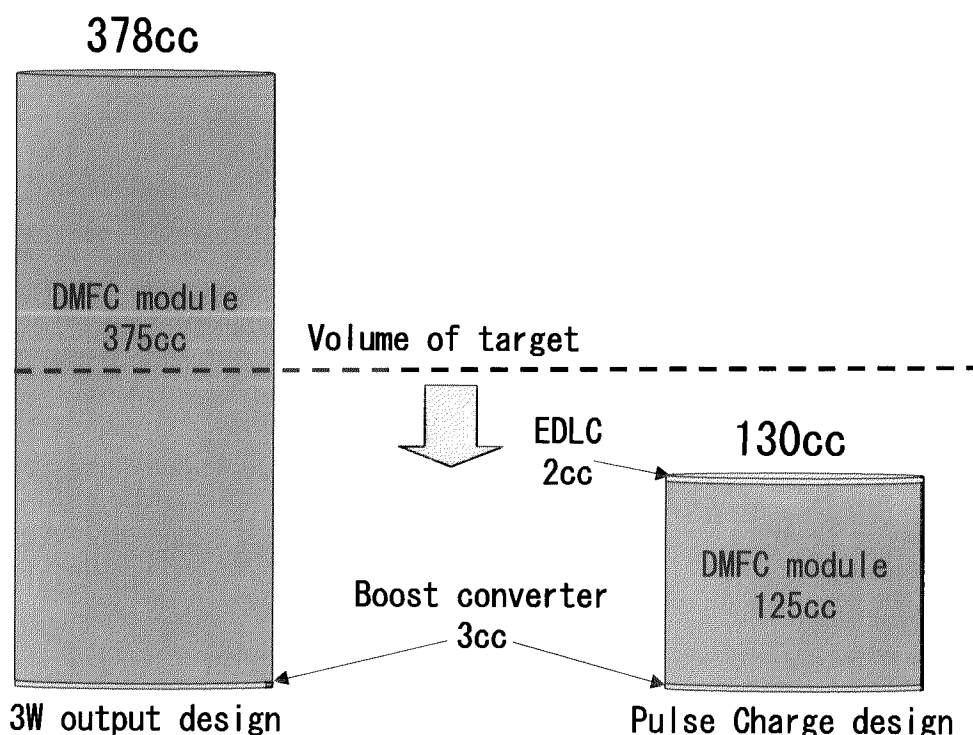 378cc
DMFC module
375cc
Volume of target
EDLC
2cc
130cc
DMFC module
125cc
Boost converter
3cc
3W output design
Pulse Charge design